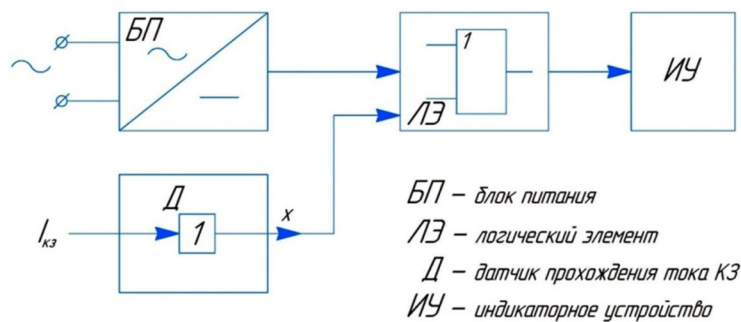 БП
1
ИУ
ЛЭ
Д
Iкз
1
x
БП – блок питания
ЛЭ – логический элемент
Д – датчик прохождения тока КЗ
ИУ – индикаторное устройство